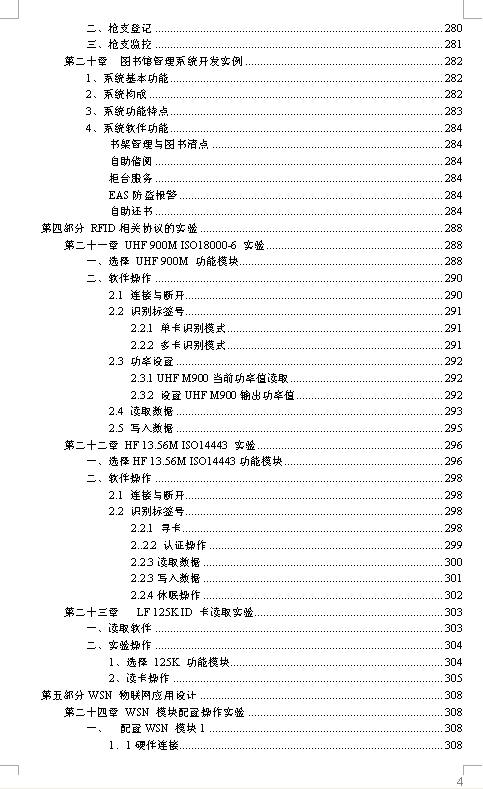 二、枪支登记 280
三、枪支监控 281
第二十章 图书馆管理系统开发实例 282
1、系统基本功能 282
2、系统构成 282
3、系统功能特点 283
4、系统软件功能 284
书架管理与图书清点 284
自助借阅 284
柜台服务 284
EAS 防盗报警 284
自助还书 284
第四部分 RFID 相关协议的实验 288
第二十一章 UHF 900M ISO18000-6 实验 288
一、选择 UHF 900M 功能模块 288
二、软件操作 290
2.1 连接与断开 290
2.2 识别标签号 291
2.2.1 单卡识别模式 291
2.2.2 多卡识别模式 291
2.3 功率设置 292
2.3.1 UHF M900 当前功率值读取 292
2.3.2 设置 UHF M900 输出功率值 292
2.4 读取数据 293
2.5 写入数据 295
第二十二章 HF 13.56M ISO14443 实验 296
一、选择 HF 13.56M ISO14443 功能模块 296
二、软件操作 298
2.1 连接与断开 298
2.2 识别标签号 298
2.2.1 寻卡 298
2..2.2 认证操作 299
2.2.3 读取数据 300
2.2.3 写入数据 301
2.2.4 休眠操作 302
第二十三章 LF 125K ID 卡读取实验 303
一、读取软件 303
二、实验操作 304
1、选择 125K 功能模块 304
2、读卡操作 305
第五部分 WSN 物联网应用设计 308
第二十四章 WSN 模块配置操作实验 308
一、 配置 WSN 模块 1 308
1．1 硬件连接 308
4